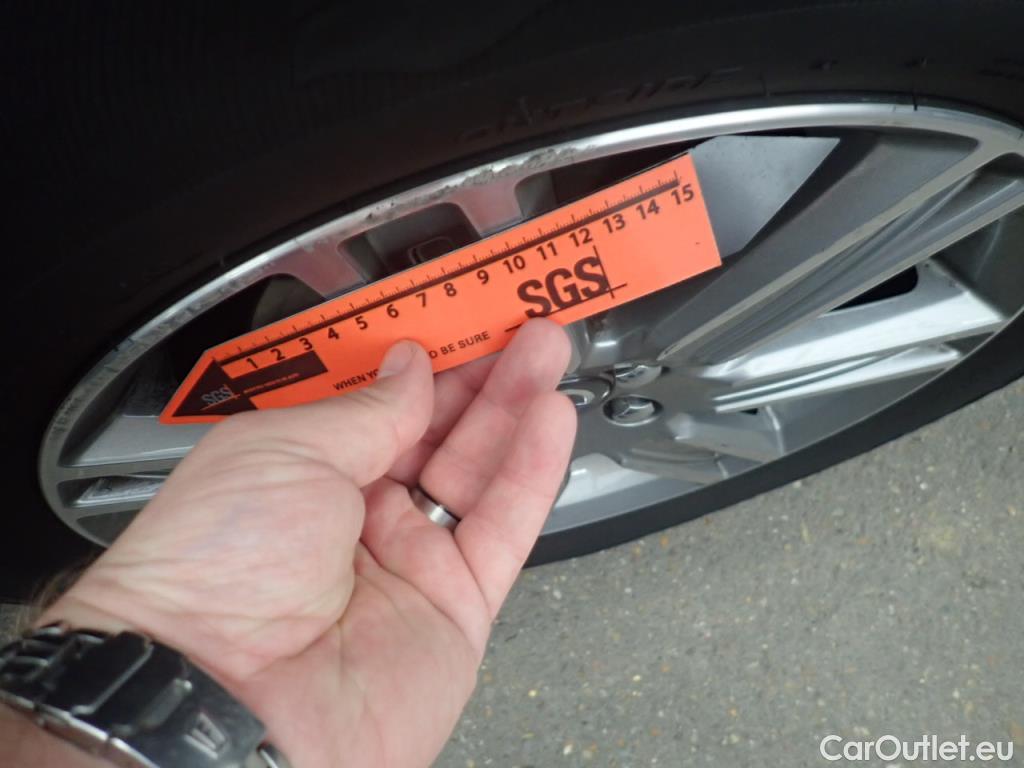 1 2 3 4 5 6 7 8 9 10 11 12 13 14 15
SGS
WHEN YO
O BE SURE
SGS
CarOutlet.eu